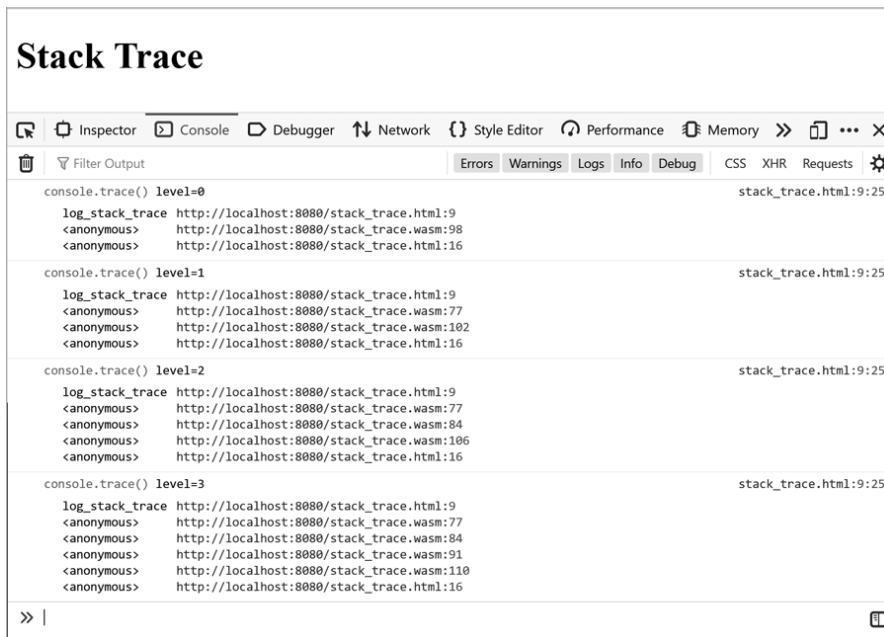 Stack Trace
Inspector Console Debugger Network Style Editor Performance Memory
Filter Output Errors Warnings Logs Info Debug CSS XHR Requests
console.trace() level=0 stack_trace.html:9:25
log_stack_trace http://localhost:8080/stack_trace.html:9
<anonymous> http://localhost:8080/stack_trace.wasm:98
<anonymous> http://localhost:8080/stack_trace.html:16
console.trace() level=1 stack_trace.html:9:25
log_stack_trace http://localhost:8080/stack_trace.html:9
<anonymous> http://localhost:8080/stack_trace.wasm:77
<anonymous> http://localhost:8080/stack_trace.wasm:102
<anonymous> http://localhost:8080/stack_trace.html:16
console.trace() level=2 stack_trace.html:9:25
log_stack_trace http://localhost:8080/stack_trace.html:9
<anonymous> http://localhost:8080/stack_trace.wasm:77
<anonymous> http://localhost:8080/stack_trace.wasm:84
<anonymous> http://localhost:8080/stack_trace.wasm:106
<anonymous> http://localhost:8080/stack_trace.html:16
console.trace() level=3 stack_trace.html:9:25
log_stack_trace http://localhost:8080/stack_trace.html:9
<anonymous> http://localhost:8080/stack_trace.wasm:77
<anonymous> http://localhost:8080/stack_trace.wasm:84
<anonymous> http://localhost:8080/stack_trace.wasm:91
<anonymous> http://localhost:8080/stack_trace.wasm:110
<anonymous> http://localhost:8080/stack_trace.html:16